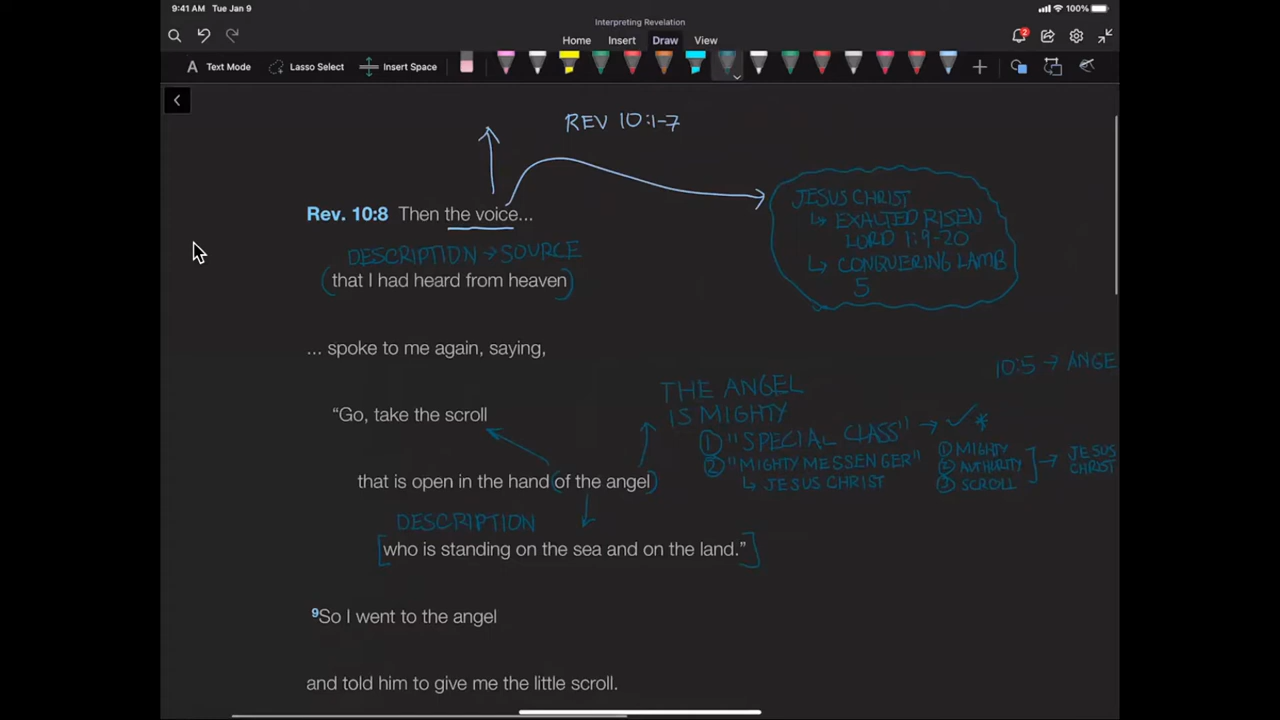 9:41 AM Tue Jan 9
100%
Interpreting Revelation
Home Insert Draw View
2
Text Mode Lasso Select Insert Space
REV 10:1-7
JESUS CHRIST
↳ EXALTED RISEN
LORD 1:9-20
↳ CONQUERING LAMB
5
Rev. 10:8 Then the voice...
DESCRIPTION → SOURCE
(that I had heard from heaven)
... spoke to me again, saying,
10:5 → ANGE
THE ANGEL
IS MIGHTY
① "SPECIAL CLASS" → ✓*
② "MIGHTY MESSENGER"
↳ JESUS CHRIST
① MIGHTY
② AUTHORITY
③ SCROLL
→ JESUS
CHRIST
“Go, take the scroll
that is open in the hand (of the angel)
DESCRIPTION
[who is standing on the sea and on the land.”]
9So I went to the angel
and told him to give me the little scroll.